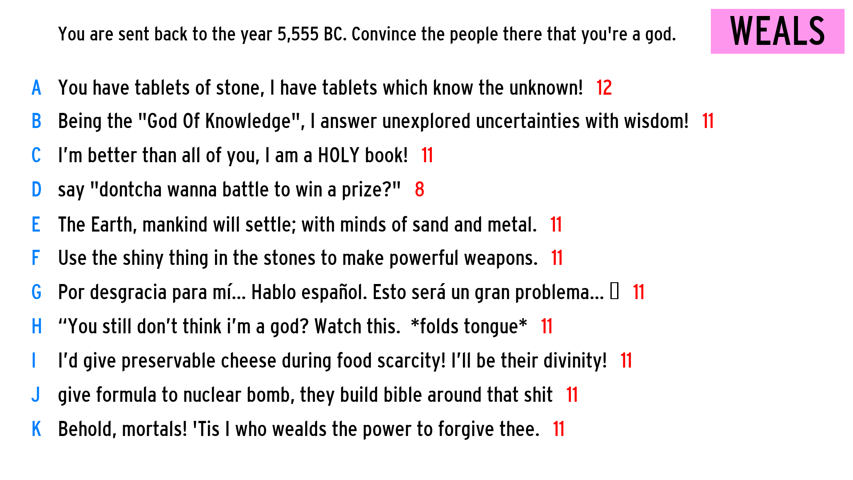 You are sent back to the year 5,555 BC. Convince the people there that you're a god.
WEALS
A You have tablets of stone, I have tablets which know the unknown! 12
B Being the "God Of Knowledge", I answer unexplored uncertainties with wisdom! 11
C I’m better than all of you, I am a HOLY book! 11
D say "dontcha wanna battle to win a prize?" 8
E The Earth, mankind will settle; with minds of sand and metal. 11
F Use the shiny thing in the stones to make powerful weapons. 11
G Por desgracia para mí... Hablo español. Esto será un gran problema... 11
H “You still don’t think i’m a god? Watch this. *folds tongue* 11
I I’d give preservable cheese during food scarcity! I’ll be their divinity! 11
J give formula to nuclear bomb, they build bible around that shit 11
K Behold, mortals! 'Tis I who wealds the power to forgive thee. 11